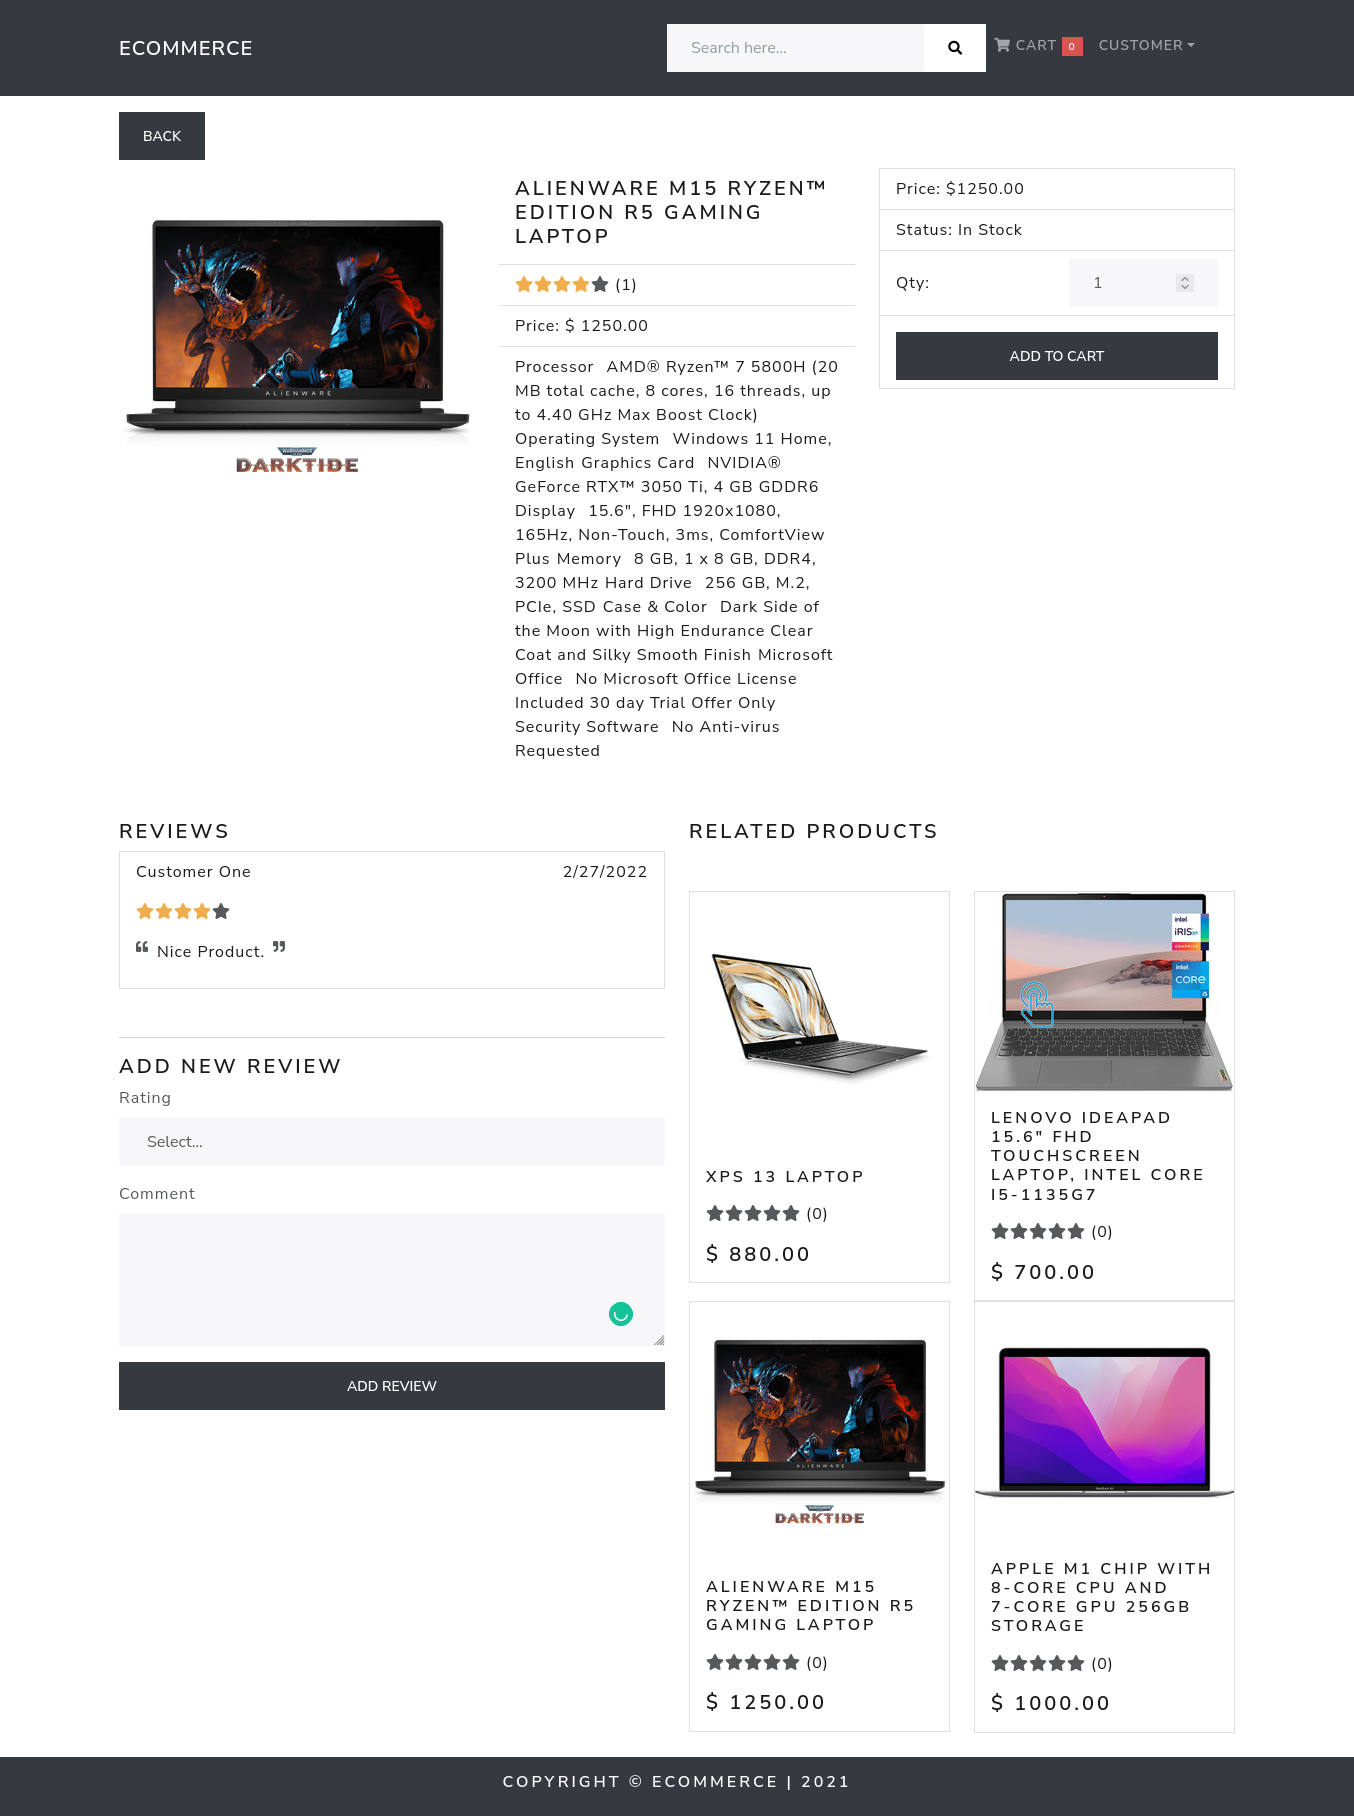 ECOMMERCE
Search here...
CART 0
CUSTOMER
BACK
ALIENWARE
WARHAMMER
DARKTIDE
ALIENWARE M15 RYZEN™
EDITION R5 GAMING
LAPTOP
(1)
Price: $ 1250.00
Processor AMD® Ryzen™ 7 5800H (20
MB total cache, 8 cores, 16 threads, up
to 4.40 GHz Max Boost Clock)
Operating System Windows 11 Home,
English Graphics Card NVIDIA®
GeForce RTX™ 3050 Ti, 4 GB GDDR6
Display 15.6", FHD 1920x1080,
165Hz, Non-Touch, 3ms, ComfortView
Plus Memory 8 GB, 1 x 8 GB, DDR4,
3200 MHz Hard Drive 256 GB, M.2,
PCIe, SSD Case & Color Dark Side of
the Moon with High Endurance Clear
Coat and Silky Smooth Finish Microsoft
Office No Microsoft Office License
Included 30 day Trial Offer Only
Security Software No Anti-virus
Requested
Price: $1250.00
Status: In Stock
Qty:
1
ADD TO CART
REVIEWS
Customer One
2/27/2022
“ Nice Product. ”
ADD NEW REVIEW
Rating
Select...
Comment
ADD REVIEW
RELATED PRODUCTS
DELL
XPS 13 LAPTOP
(0)
$ 880.00
intel
iRISxe
GRAPHICS
intel
CORE
i5
LENOVO IDEAPAD
15.6" FHD
TOUCHSCREEN
LAPTOP, INTEL CORE
I5-1135G7
(0)
$ 700.00
ALIENWARE
WARHAMMER
DARKTIDE
ALIENWARE M15
RYZEN™ EDITION R5
GAMING LAPTOP
(0)
$ 1250.00
MacBook Air
APPLE M1 CHIP WITH
8-CORE CPU AND
7-CORE GPU 256GB
STORAGE
(0)
$ 1000.00
COPYRIGHT © ECOMMERCE | 2021